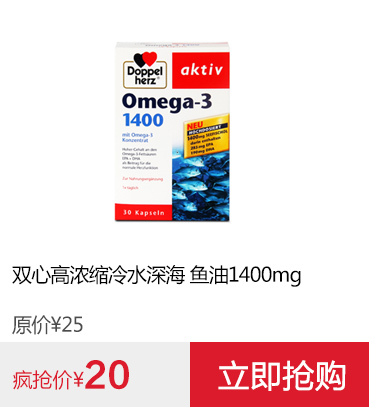 Doppel
herz®
aktiv
Omega-3
1400
mit Omega-3
Konzentrat
NEU
HOCHDOSIERT
30 Kapseln
双心高浓缩冷水深海 鱼油1400mg
原价¥25
疯抢价¥20
立即抢购